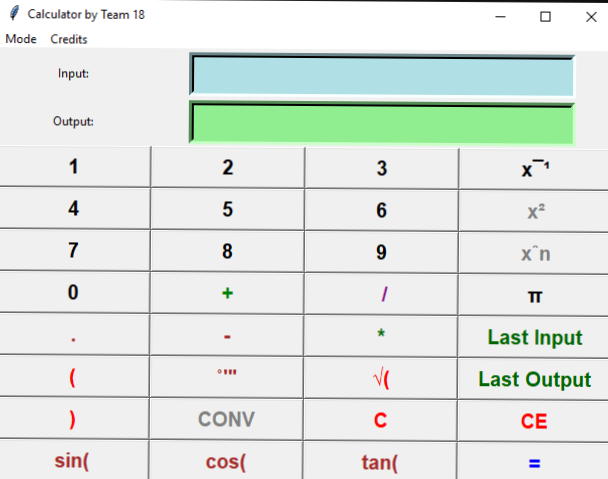 Calculator by Team 18
Mode Credits
Input:
Output:
1 2 3 x¯¹
4 5 6 x²
7 8 9 xˆn
0 + / π
. - * Last Input
( °''' √( Last Output
) CONV C CE
sin( cos( tan( =